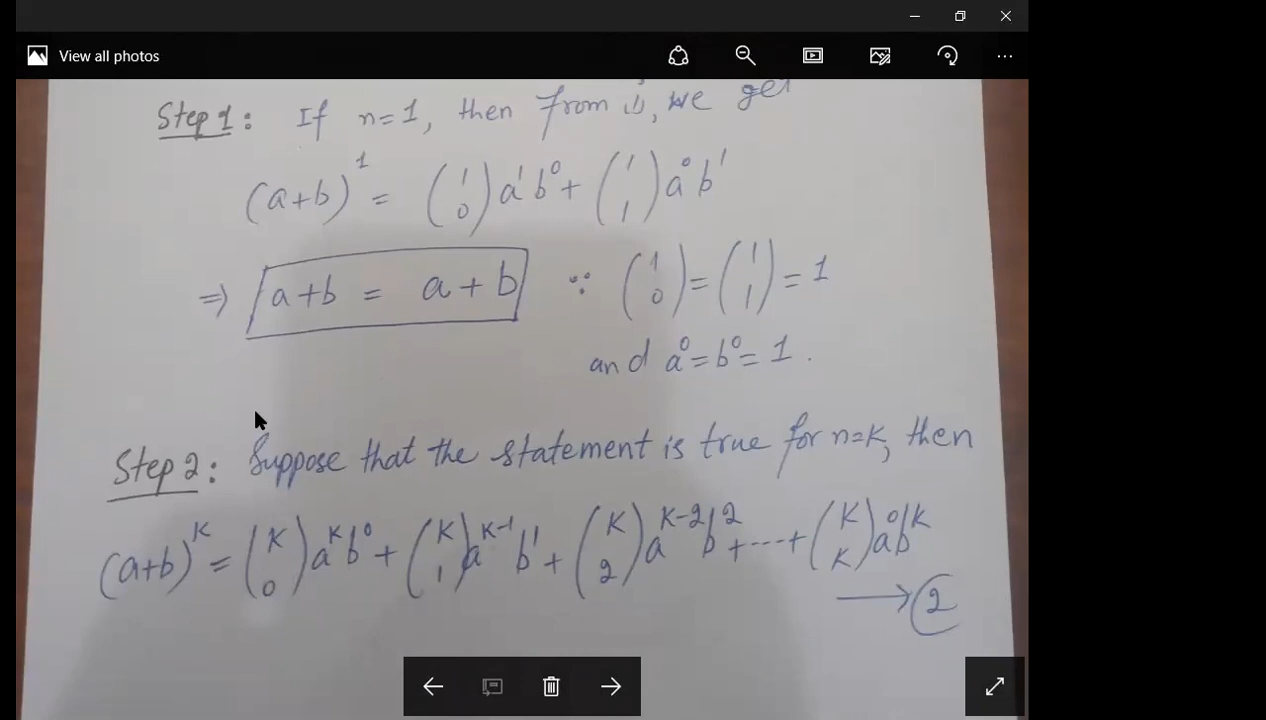 View all photos
Step 1: If n=1, then from (1), we get
(a+b)^1 = (1 0) a^1 b^0 + (1 1) a^0 b^1
⇒ a+b = a+b ∵ (1 0) = (1 1) = 1
and a^0 = b^0 = 1.
Step 2: Suppose that the statement is true for n=K, then
(a+b)^K = (K 0) a^K b^0 + (K 1) a^{K-1} b^1 + (K 2) a^{K-2} b^2 + ---- + (K K) a^0 b^K
→ 2